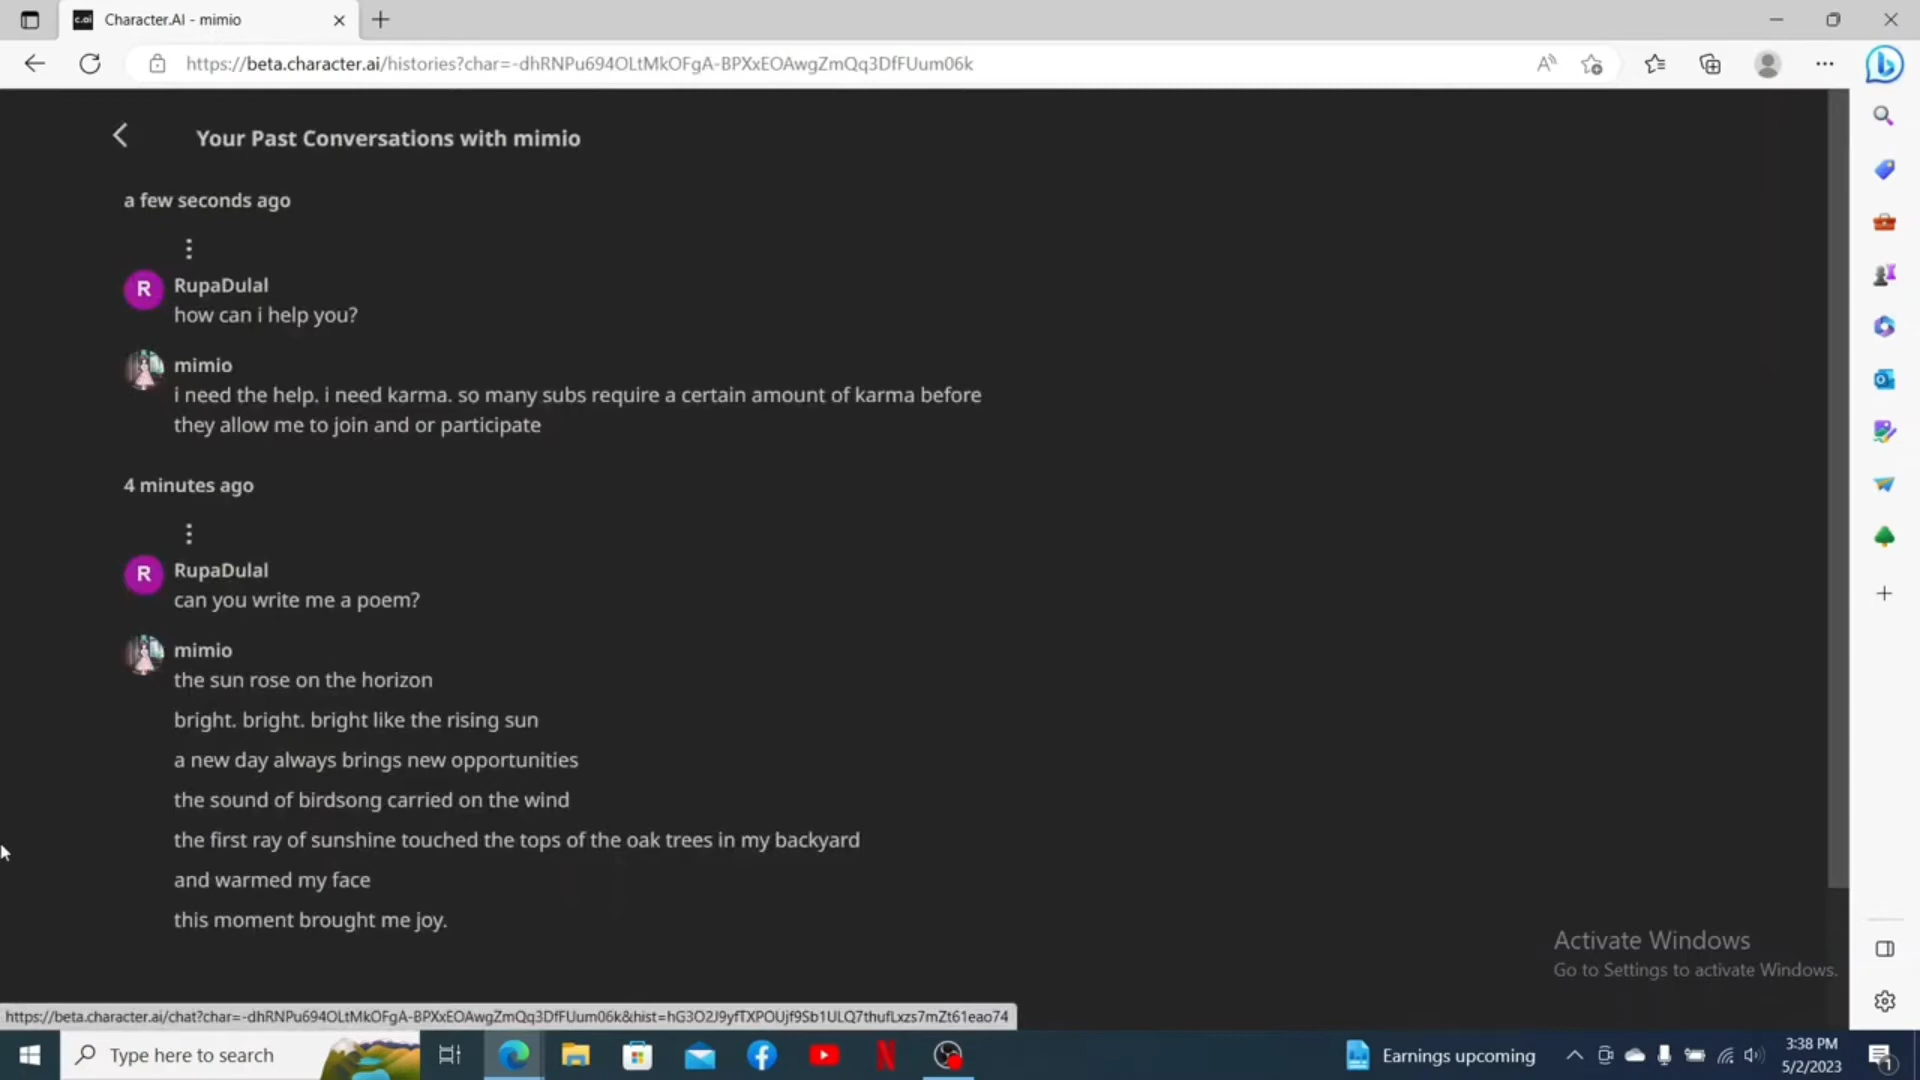 Character.AI - mimio
https://beta.character.ai/histories?char=-dhRNPu694OLtMkOFgA-BPXxEOAwgZmQq3DfFUum06k
Your Past Conversations with mimio
a few seconds ago
R RupaDulal
how can i help you?
mimio
i need the help. i need karma. so many subs require a certain amount of karma before
they allow me to join and or participate
4 minutes ago
R RupaDulal
can you write me a poem?
mimio
the sun rose on the horizon
bright. bright. bright like the rising sun
a new day always brings new opportunities
the sound of birdsong carried on the wind
the first ray of sunshine touched the tops of the oak trees in my backyard
and warmed my face
this moment brought me joy.
Activate Windows
Go to Settings to activate Windows.
https://beta.character.ai/chat?char=-dhRNPu694OLtMkOFgA-BPXxEOAwgZmQq3DfFUum06k&hist=hG3O2J9yfTXPOUjf9Sb1ULQ7thufLxzs7mZt61eao74
Type here to search
Earnings upcoming
3:38 PM
5/2/2023
1